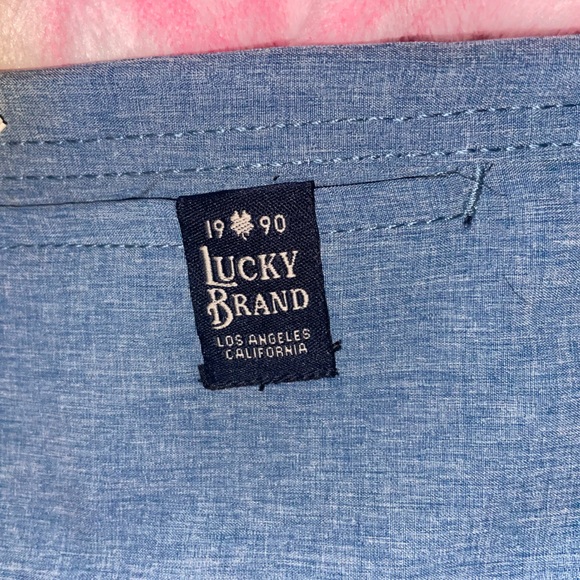 19 90
LUCKY
BRAND
LOS ANGELES
CALIFORNIA